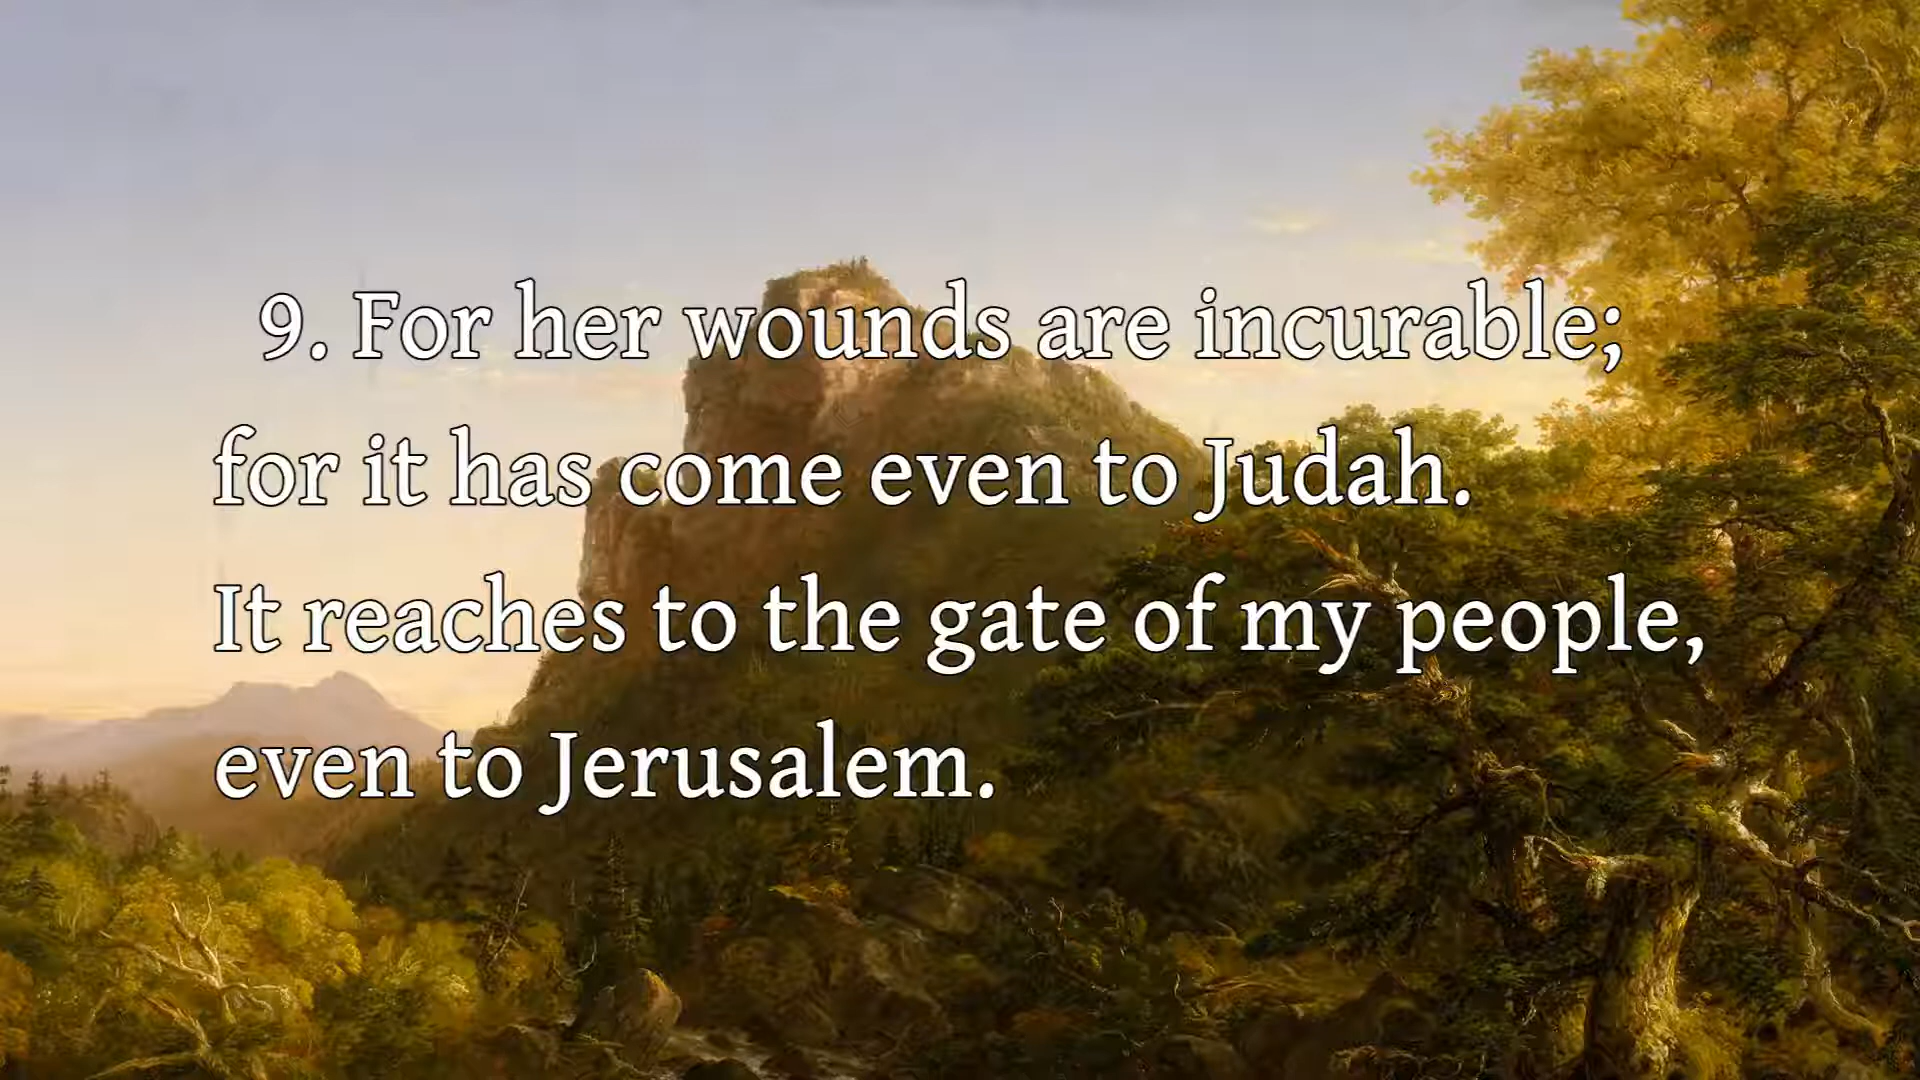 9. For her wounds are incurable;
for it has come even to Judah.
It reaches to the gate of my people,
even to Jerusalem.